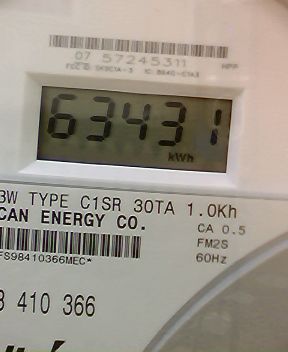 07 57245311
63431
kWh
3W TYPE C1SR 30TA 1.0Kh
CAN ENERGY CO.
CA 0.5
FM2S
60Hz
FS98410366MEC*
410 366